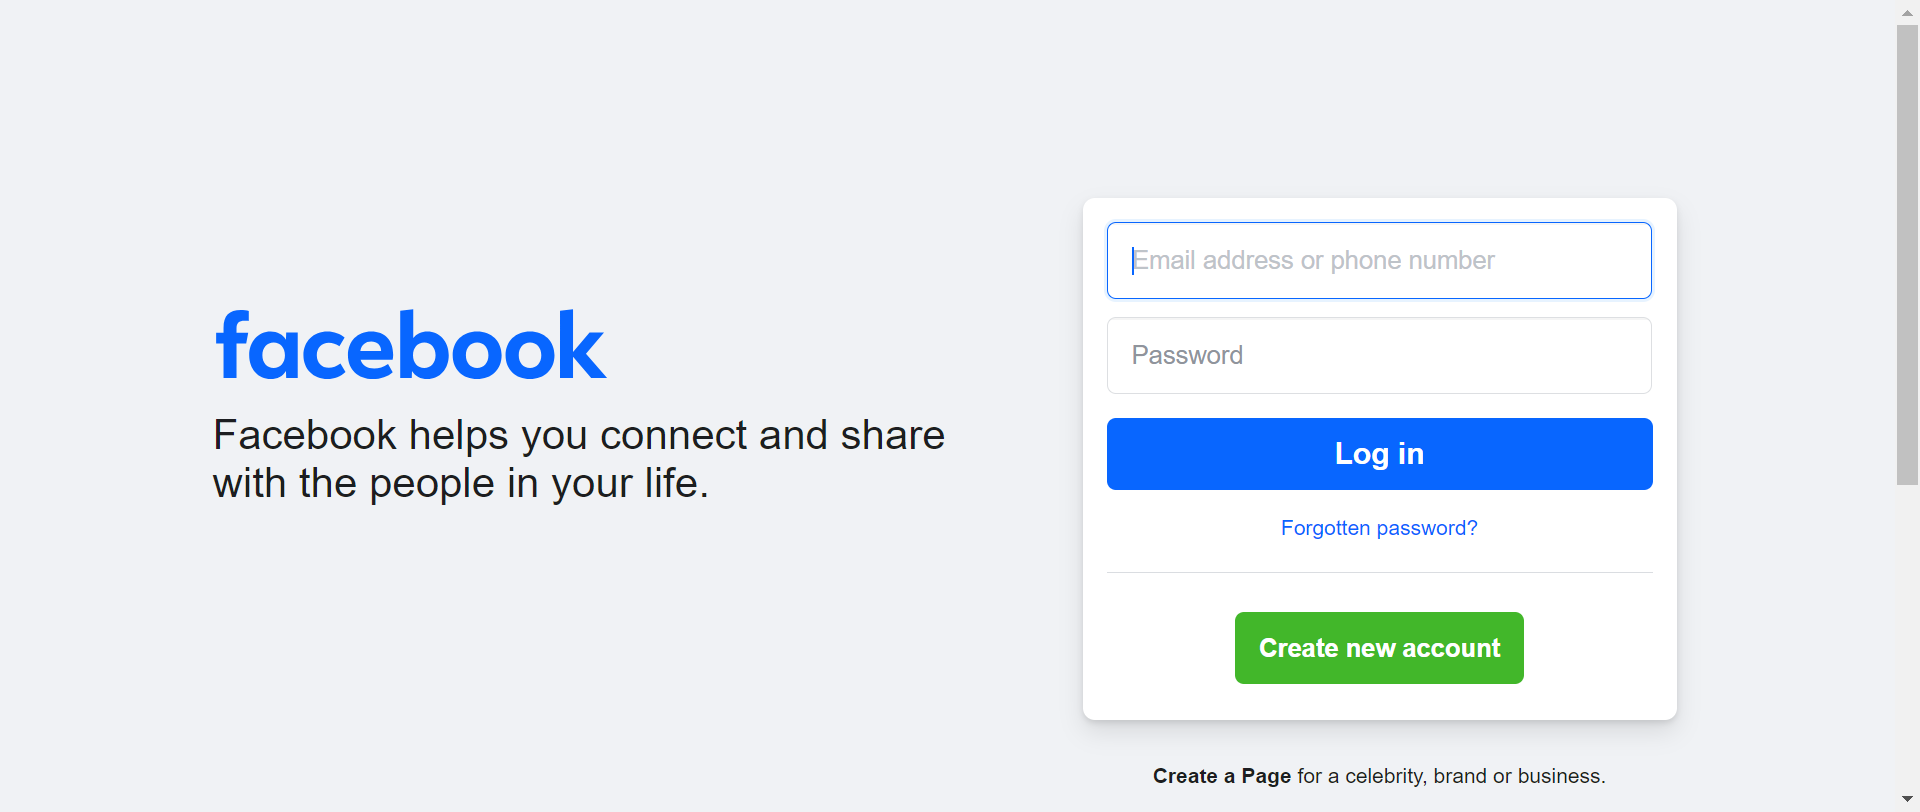 facebook
Facebook helps you connect and share
with the people in your life.
Email address or phone number
Password
Log in
Forgotten password?
Create new account
Create a Page for a celebrity, brand or business.